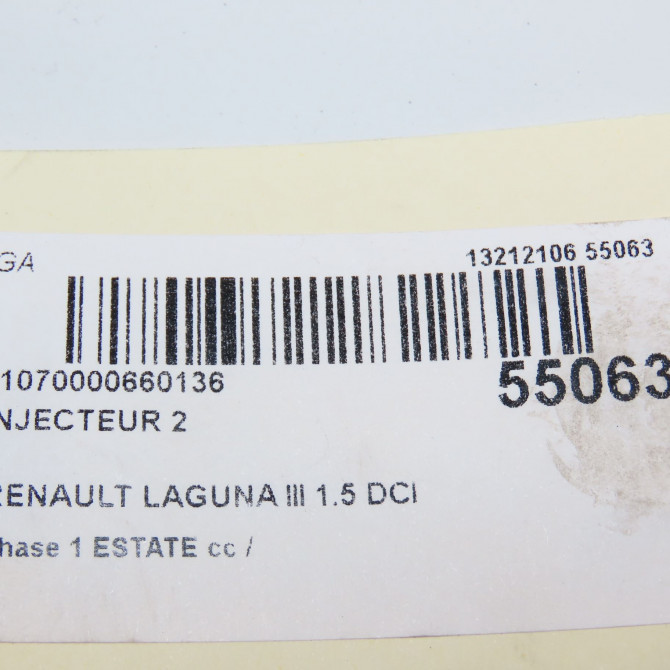 GA 13212106 55063
1070000660136 55063
NJECTEUR 2
RENAULT LAGUNA III 1.5 DCI
hase 1 ESTATE cc /